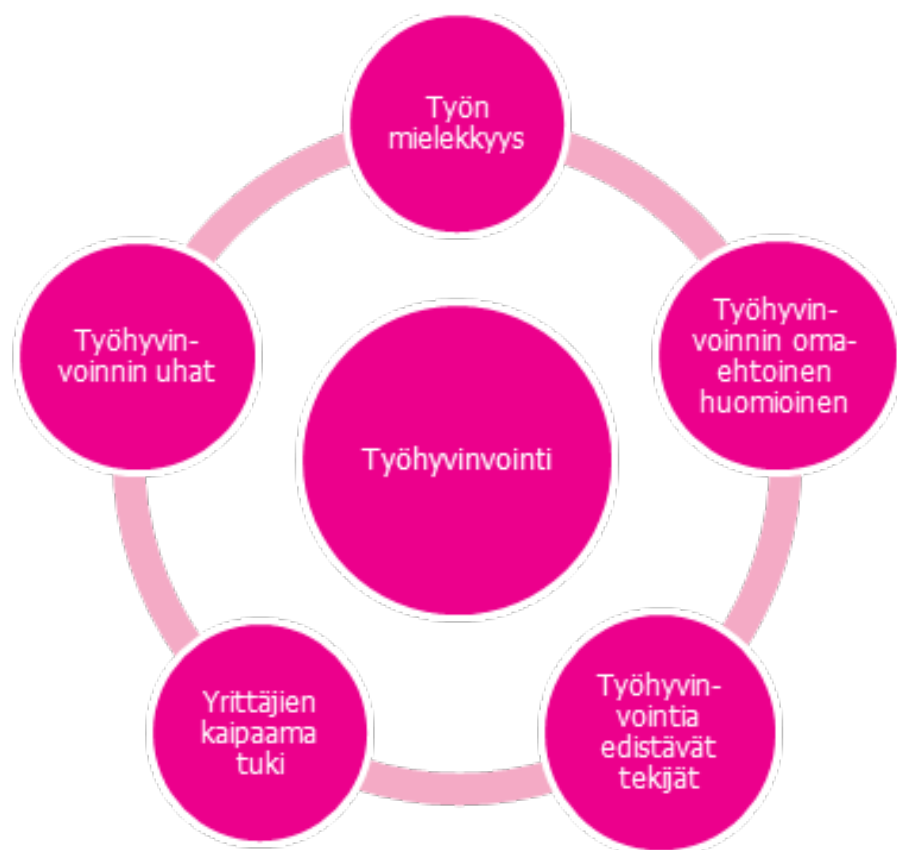 Työn
mielekkyys
Työhyvin-
voinnin oma-
ehtoinen
huomioinen
Työhyvin-
vointia
edistävät
tekijät
Yrittäjien
kaipaama
tuki
Työhyvin-
voinnin uhat
Työhyvinvointi